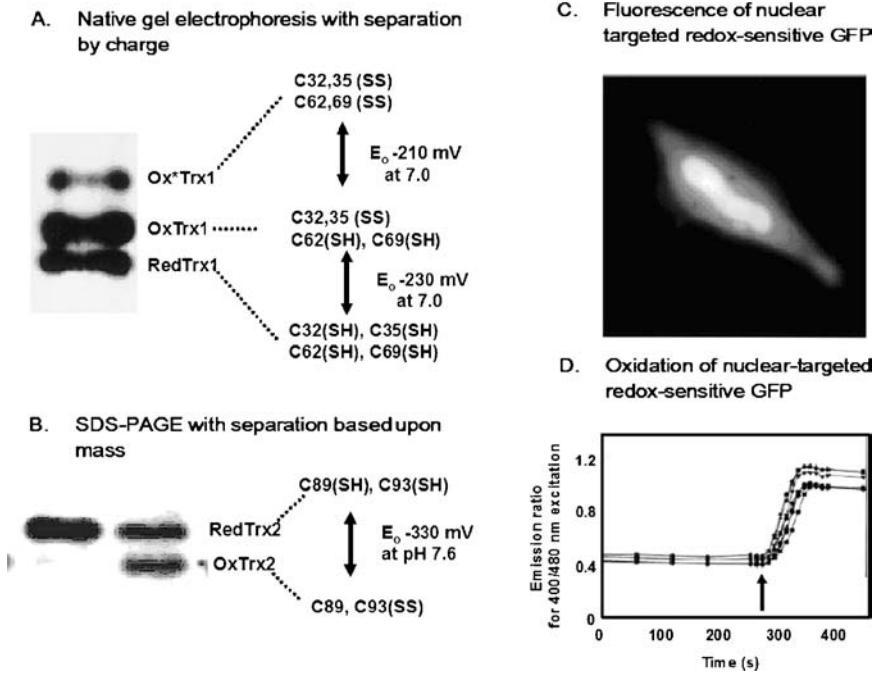 A. Native gel electrophoresis with separation
by charge
C32,35 (SS)
C62,69 (SS)
Eo -210 mV
at 7.0
Ox*Trx1
OxTrx1
C32,35 (SS)
C62(SH), C69(SH)
RedTrx1
Eo -230 mV
at 7.0
C32(SH), C35(SH)
C62(SH), C69(SH)
B. SDS-PAGE with separation based upon
mass
C89(SH), C93(SH)
RedTrx2
Eo -330 mV
at pH 7.6
OxTrx2
C89, C93(SS)
C. Fluorescence of nuclear
targeted redox-sensitive GFP
D. Oxidation of nuclear-targeted
redox-sensitive GFP
Emission ratio
for 400/480 nm excitation
1.2
0.8
0.4
0
0 100 200 300 400
Time (s)